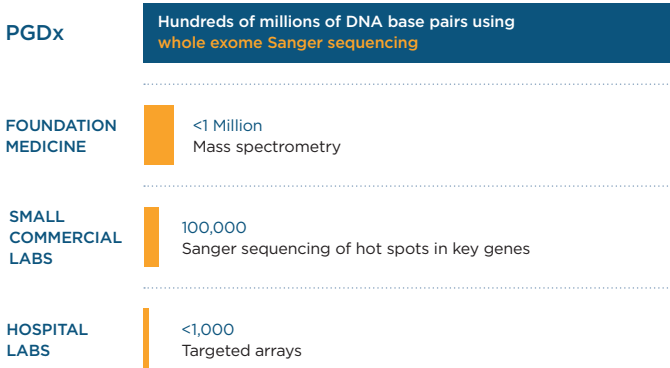 PGDx
Hundreds of millions of DNA base pairs using
whole exome Sanger sequencing
FOUNDATION
MEDICINE
<1 Million
Mass spectrometry
SMALL
COMMERCIAL
LABS
100,000
Sanger sequencing of hot spots in key genes
HOSPITAL
LABS
<1,000
Targeted arrays